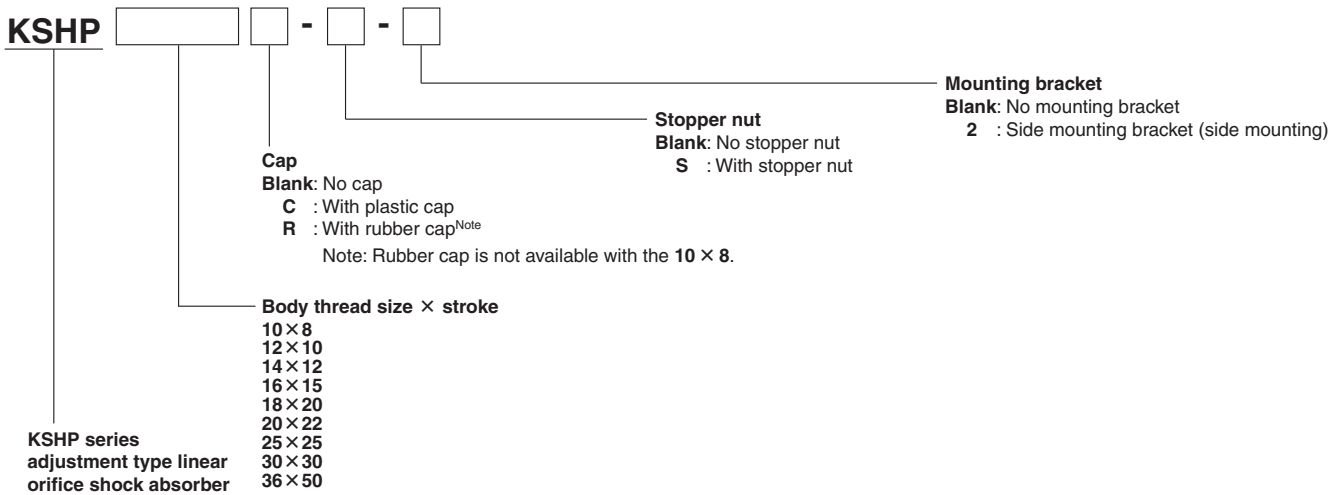 KSHP - -
Mounting bracket
Blank: No mounting bracket
2 : Side mounting bracket (side mounting)
Stopper nut
Blank: No stopper nut
S : With stopper nut
Cap
Blank: No cap
C : With plastic cap
R : With rubber capNote
Note: Rubber cap is not available with the 10 × 8.
Body thread size × stroke
10×8
12×10
14×12
16×15
18×20
20×22
25×25
30×30
36×50
KSHP series
adjustment type linear
orifice shock absorber